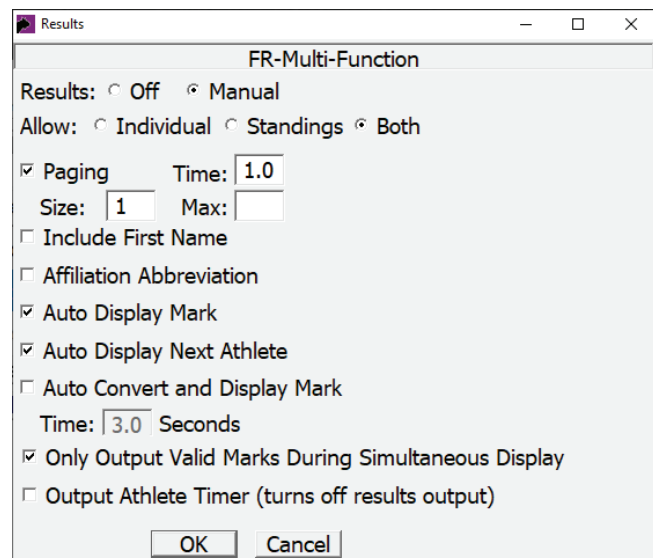 Results
FR-Multi-Function
Results: Off Manual
Allow: Individual Standings Both
Paging Time: 1.0
Size: 1 Max:
Include First Name
Affiliation Abbreviation
Auto Display Mark
Auto Display Next Athlete
Auto Convert and Display Mark
Time: 3.0 Seconds
Only Output Valid Marks During Simultaneous Display
Output Athlete Timer (turns off results output)
OK Cancel